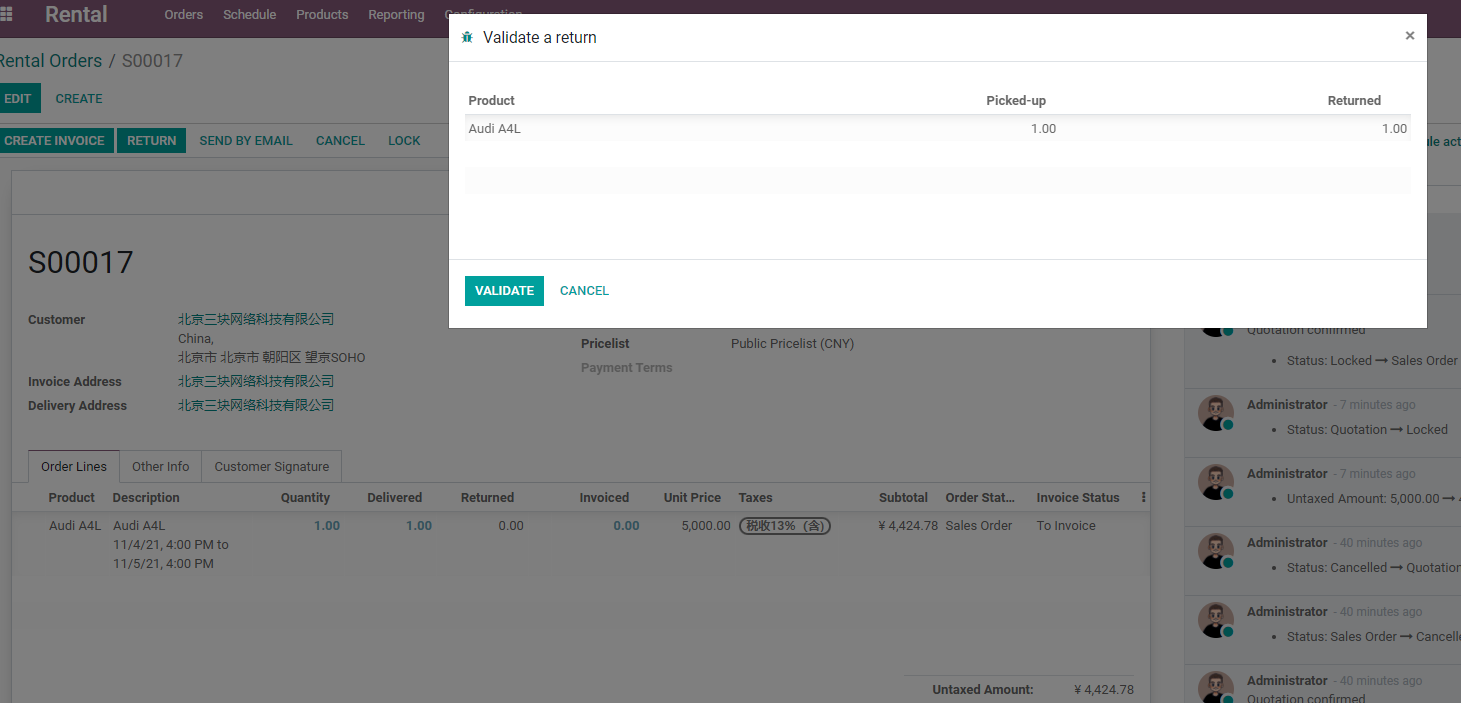 Rental
Orders
Schedule
Products
Reporting
Configuration
Rental Orders / S00017
EDIT
CREATE
CREATE INVOICE
RETURN
SEND BY EMAIL
CANCEL
LOCK
Validate a return
×
Product
Picked-up
Returned
Audi A4L
1.00
1.00
VALIDATE
CANCEL
S00017
Customer
北京三块网络科技有限公司
China,
北京市 北京市 朝阳区 望京SOHO
Invoice Address
北京三块网络科技有限公司
Delivery Address
北京三块网络科技有限公司
Pricelist
Public Pricelist (CNY)
Payment Terms
Order Lines
Other Info
Customer Signature
Product
Description
Quantity
Delivered
Returned
Invoiced
Unit Price
Taxes
Subtotal
Order Stat...
Invoice Status
Audi A4L
Audi A4L
11/4/21, 4:00 PM to
11/5/21, 4:00 PM
1.00
1.00
0.00
0.00
5,000.00
税收13%（含）
¥ 4,424.78
Sales Order
To Invoice
Untaxed Amount:
¥ 4,424.78
Quotation confirmed
Status: Locked → Sales Order
Administrator - 7 minutes ago
Status: Quotation → Locked
Administrator - 7 minutes ago
Untaxed Amount: 5,000.00 →
Administrator - 40 minutes ago
Status: Cancelled → Quotation
Administrator - 40 minutes ago
Status: Sales Order → Cancelle
Administrator - 40 minutes ago
Quotation confirmed